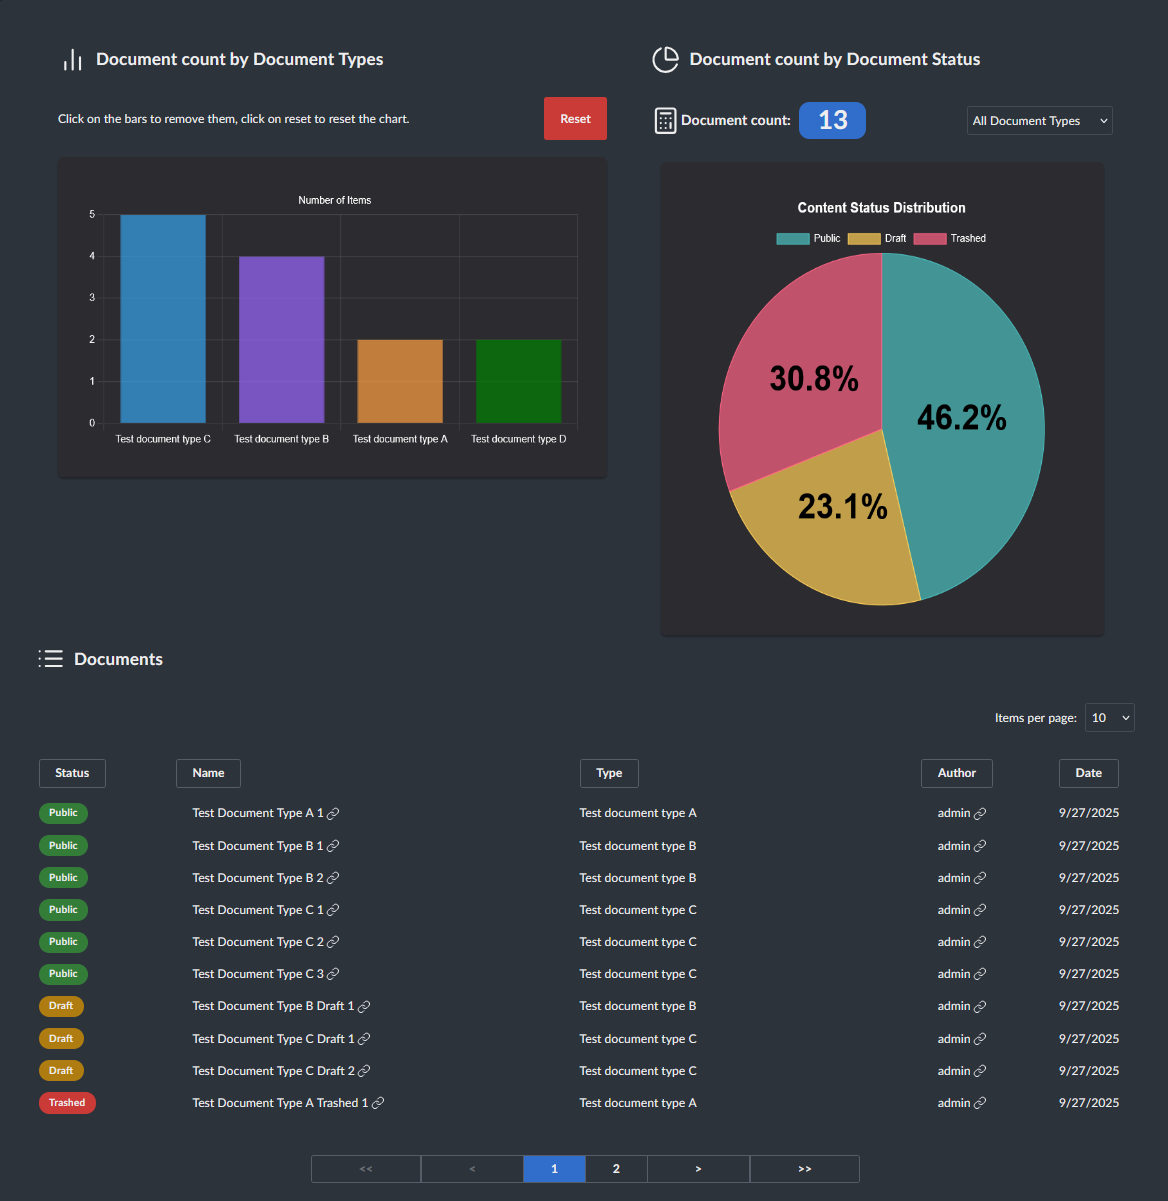 Document count by Document Types
Click on the bars to remove them, click on reset to reset the chart.
Reset
Number of Items
5
4
3
2
1
0
Test document type C Test document type B Test document type A Test document type D
Document count by Document Status
Document count: 13
All Document Types
Content Status Distribution
Public Draft Trashed
30.8%
46.2%
23.1%
Documents
Items per page: 10
Status Name Type Author Date
Public Test Document Type A 1 Test document type A admin 9/27/2025
Public Test Document Type B 1 Test document type B admin 9/27/2025
Public Test Document Type B 2 Test document type B admin 9/27/2025
Public Test Document Type C 1 Test document type C admin 9/27/2025
Public Test Document Type C 2 Test document type C admin 9/27/2025
Public Test Document Type C 3 Test document type C admin 9/27/2025
Draft Test Document Type B Draft 1 Test document type B admin 9/27/2025
Draft Test Document Type C Draft 1 Test document type C admin 9/27/2025
Draft Test Document Type C Draft 2 Test document type C admin 9/27/2025
Trashed Test Document Type A Trashed 1 Test document type A admin 9/27/2025
<< < 1 2 > >>